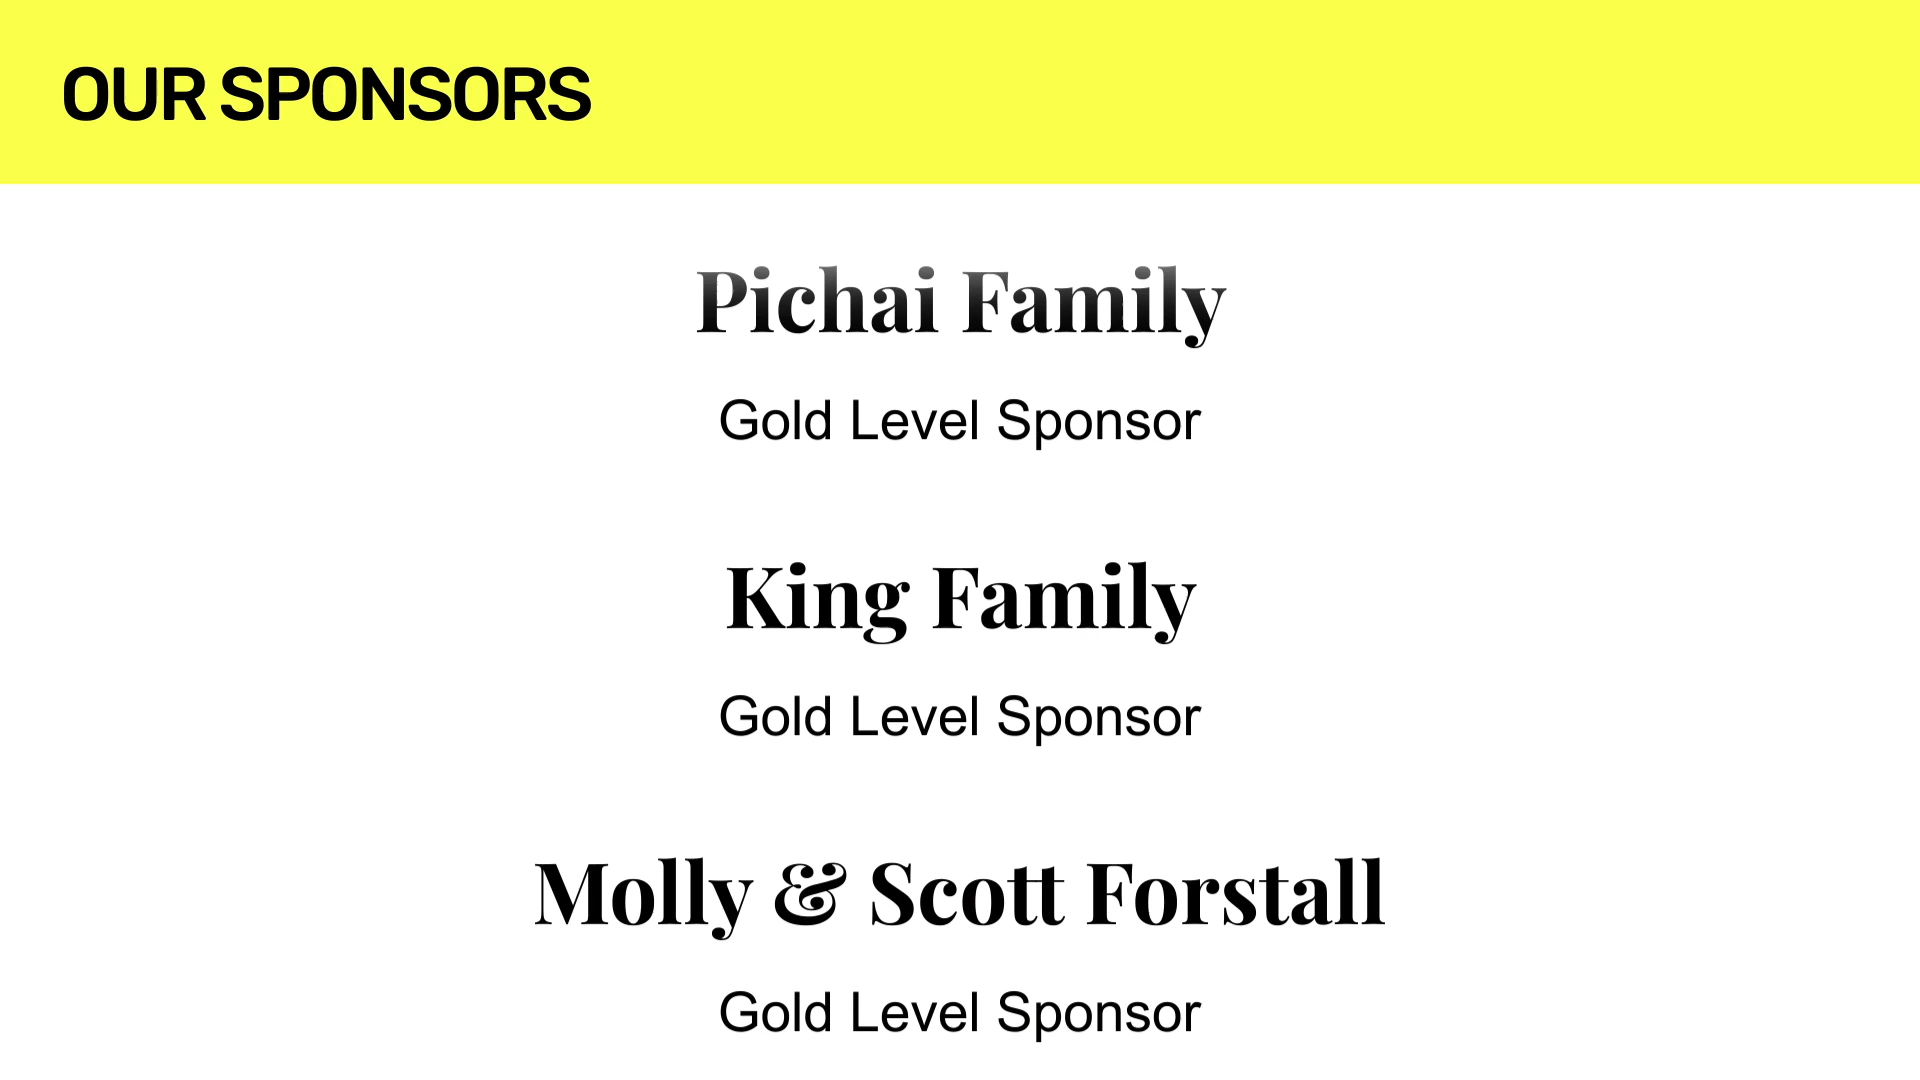 OUR SPONSORS
Pichai Family
Gold Level Sponsor
King Family
Gold Level Sponsor
Molly & Scott Forstall
Gold Level Sponsor